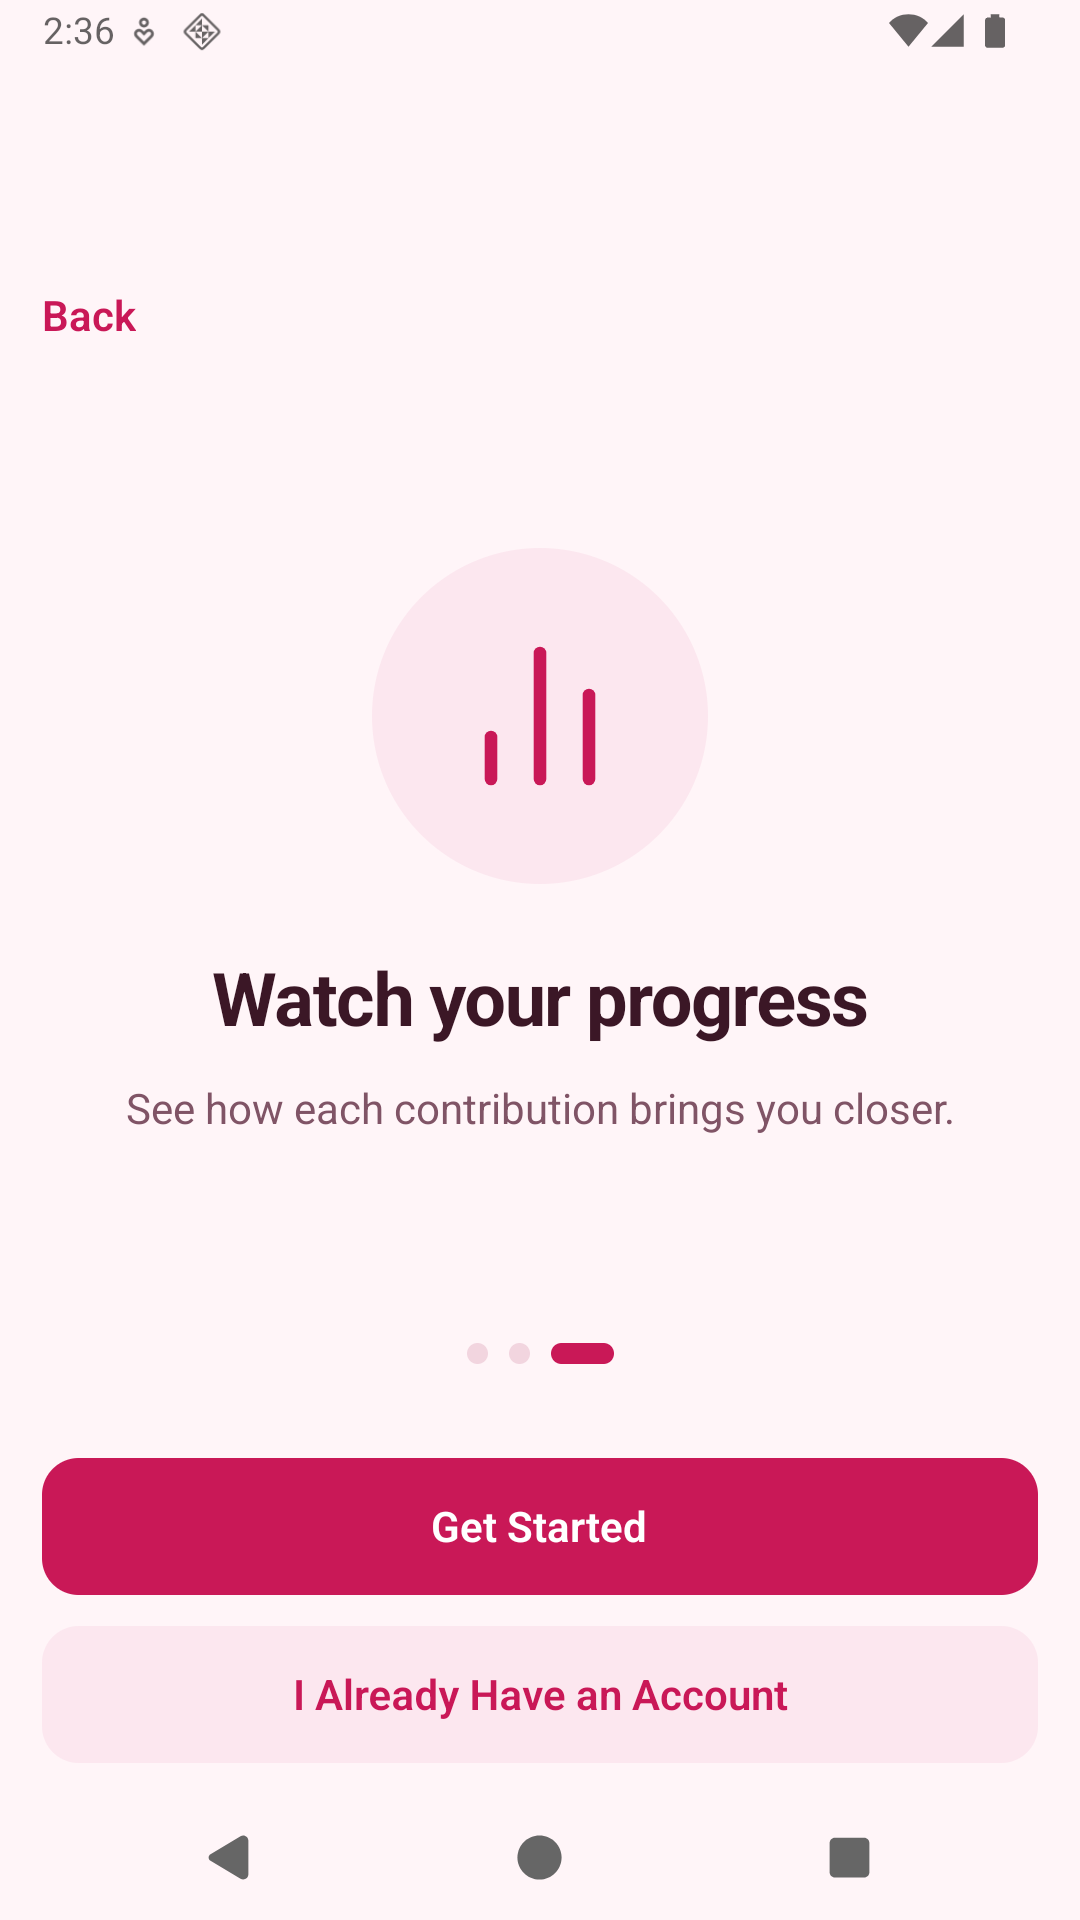 2:36
Back
Watch your progress
See how each contribution brings you closer.
Get Started
I Already Have an Account